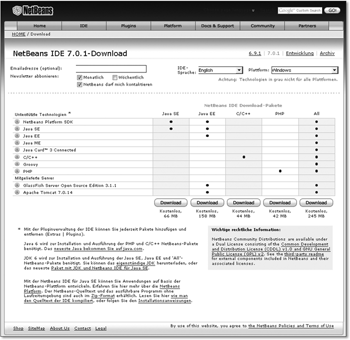 NetBeans
GO!
Home IDE Plugins Platform Docs & Support Community Partners
HOME / Download
NetBeans IDE 7.0.1-Download
6.9.1 | 7.0.1 | Entwicklung | Archiv
Emailadresse (optional):
IDE-Sprache: English Plattform: Windows
Newsletter abonnieren: Monatlich Wöchentlich
NetBeans darf mich kontaktieren
Achtung: Technologien in grau nicht für alle Plattformen.
NetBeans IDE Download-Pakete
Unterstützte Technologien * Java SE Java EE C/C++ PHP All
NetBeans Platform SDK
Java SE
Java EE
Java ME
Java Card™ 3 Connected
C/C++
Groovy
PHP
Mitgelieferte Server
GlassFish Server Open Source Edition 3.1.1
Apache Tomcat 7.0.14
Download Download Download Download Download
Kostenlos, 66 MB Kostenlos, 158 MB Kostenlos, 44 MB Kostenlos, 42 MB Kostenlos, 245 MB
* Mit der Pluginverwaltung der IDE können Sie jederzeit Pakete hinzufügen und
entfernen (Extras | Plugins).
Java 6 wird zur Installation und Ausführung der PHP und C/C++ NetBeans-Pakete
benötigt. Das neueste Java bekommen Sie auf java.com.
JDK 6 wird zur Installation und Ausführung der Java SE, Java EE und 'All'-
NetBeans-Pakete benötigt. Sie können das eigenständige JDK herunterladen, oder
das neueste Paket mit JDK und NetBeans IDE für Java SE.
Mit der NetBeans IDE für Java SE können Sie Anwendungen auf Basis der
NetBeans-Plattform entwickeln. Erfahren Sie hier mehr über die NetBeans
Platform. Der NetBeans-Quelltext und das ausführbare Programm ohne
Laufzeitumgebung sind auch im Zip-Format erhältlich. Lesen Sie hier wie man
den Quelltext der IDE kompiliert, oder folgen Sie den Installationsanweisungen.
Wichtige rechtliche Information:
NetBeans Community Distributions are available under
a Dual License consisting of the Common Development
and Distribution License (CDDL) v1.0 and GNU General
Public License (GPL) v2. See the third-party reading
for external components included in NetBeans and their
associated licenses.
Shop SiteMap About Us Contact Legal
By use of this website, you agree to the NetBeans Policies and Terms of Use